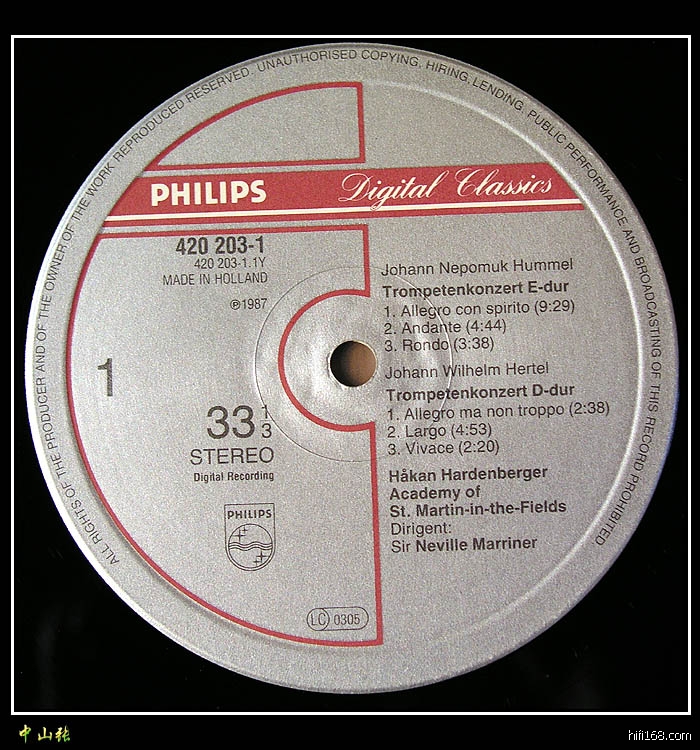 ALL RIGHTS OF THE PRODUCER AND OF THE OWNER OF THE WORK REPRODUCED RESERVED. UNAUTHORISED COPYING, HIRING, LENDING, PUBLIC PERFORMANCE AND BROADCASTING OF THIS RECORD PROHIBITED
PHILIPS Digital Classics
420 203-1
420 203-1.1Y
MADE IN HOLLAND
℗1987
1
33 1/3
STEREO
Digital Recording
PHILIPS
LC 0305
Johann Nepomuk Hummel
Trompetenkonzert E-dur
1. Allegro con spirito (9:29)
2. Andante (4:44)
3. Rondo (3:38)
Johann Wilhelm Hertel
Trompetenkonzert D-dur
1. Allegro ma non troppo (2:38)
2. Largo (4:53)
3. Vivace (2:20)
Håkan Hardenberger
Academy of
St. Martin-in-the-Fields
Dirigent:
Sir Neville Marriner
中山张
hifi168.com